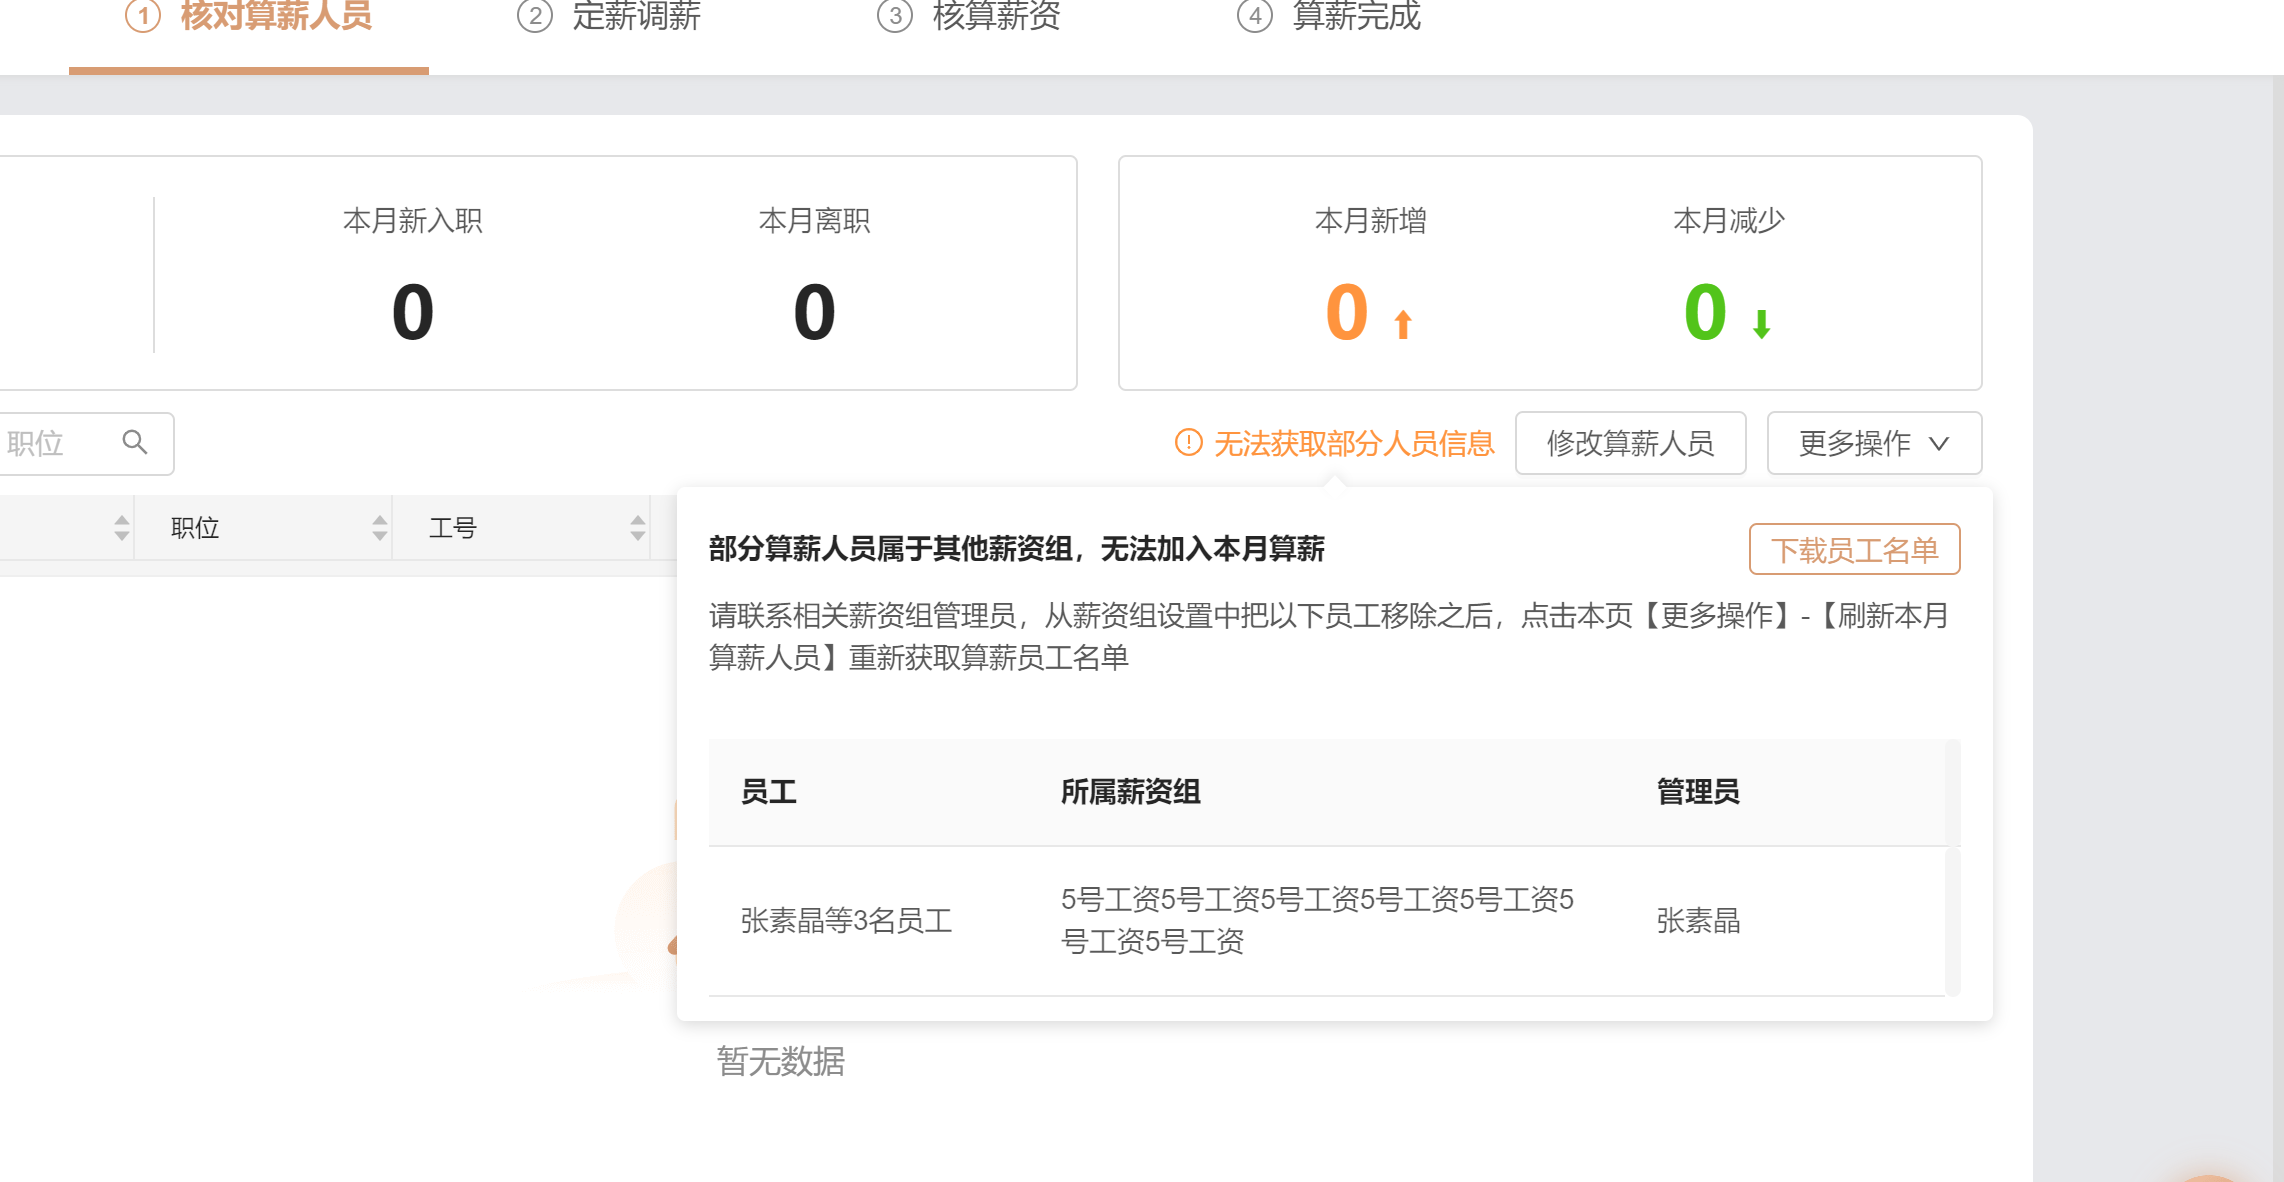 ① 核对算薪人员 ② 定薪调薪 ③ 核算薪资 ④ 算薪完成
本月新入职 本月离职 本月新增 本月减少
0 0 0 0
职位 无法获取部分人员信息 修改算薪人员 更多操作
职位 工号
部分算薪人员属于其他薪资组，无法加入本月算薪 下载员工名单
请联系相关薪资组管理员，从薪资组设置中把以下员工移除之后，点击本页【更多操作】-【刷新本月
算薪人员】重新获取算薪员工名单
员工 所属薪资组 管理员
张素晶等3名员工 5号工资5号工资5号工资5号工资5号工资5 张素晶
号工资5号工资
暂无数据